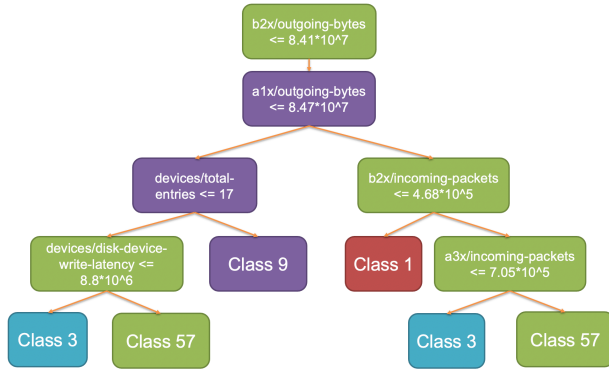 b2x/outgoing-bytes
<= 8.41*10^7
a1x/outgoing-bytes
<= 8.47*10^7
devices/total-
entries <= 17
b2x/incoming-packets
<= 4.68*10^5
devices/disk-device-
write-latency <=
8.8*10^6
Class 9
Class 1
a3x/incoming-packets
<= 7.05*10^5
Class 3
Class 57
Class 3
Class 57